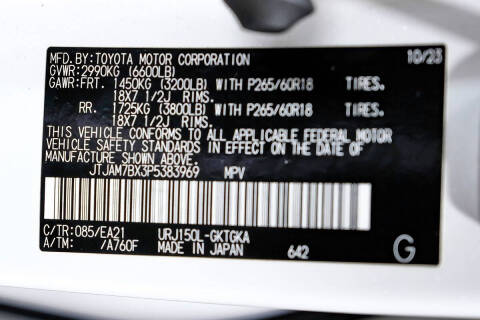 MFD. BY: TOYOTA MOTOR CORPORATION 10/23
GVWR: 2990KG (6600LB)
GAWR: FRT. 1450KG (3200LB) WITH P265/60R18 TIRES.
18X7 1/2J RIMS.
RR. 1725KG (3800LB) WITH P265/60R18 TIRES.
18X7 1/2J RIMS.
THIS VEHICLE CONFORMS TO ALL APPLICABLE FEDERAL MOTOR
VEHICLE SAFETY STANDARDS IN EFFECT ON THE DATE OF
MANUFACTURE SHOWN ABOVE.
JTJAM7BX3P5383969 MPV
C/TR: 085/EA21 URJ150L-GKTGKA
A/TM: /A760F MADE IN JAPAN 642 G